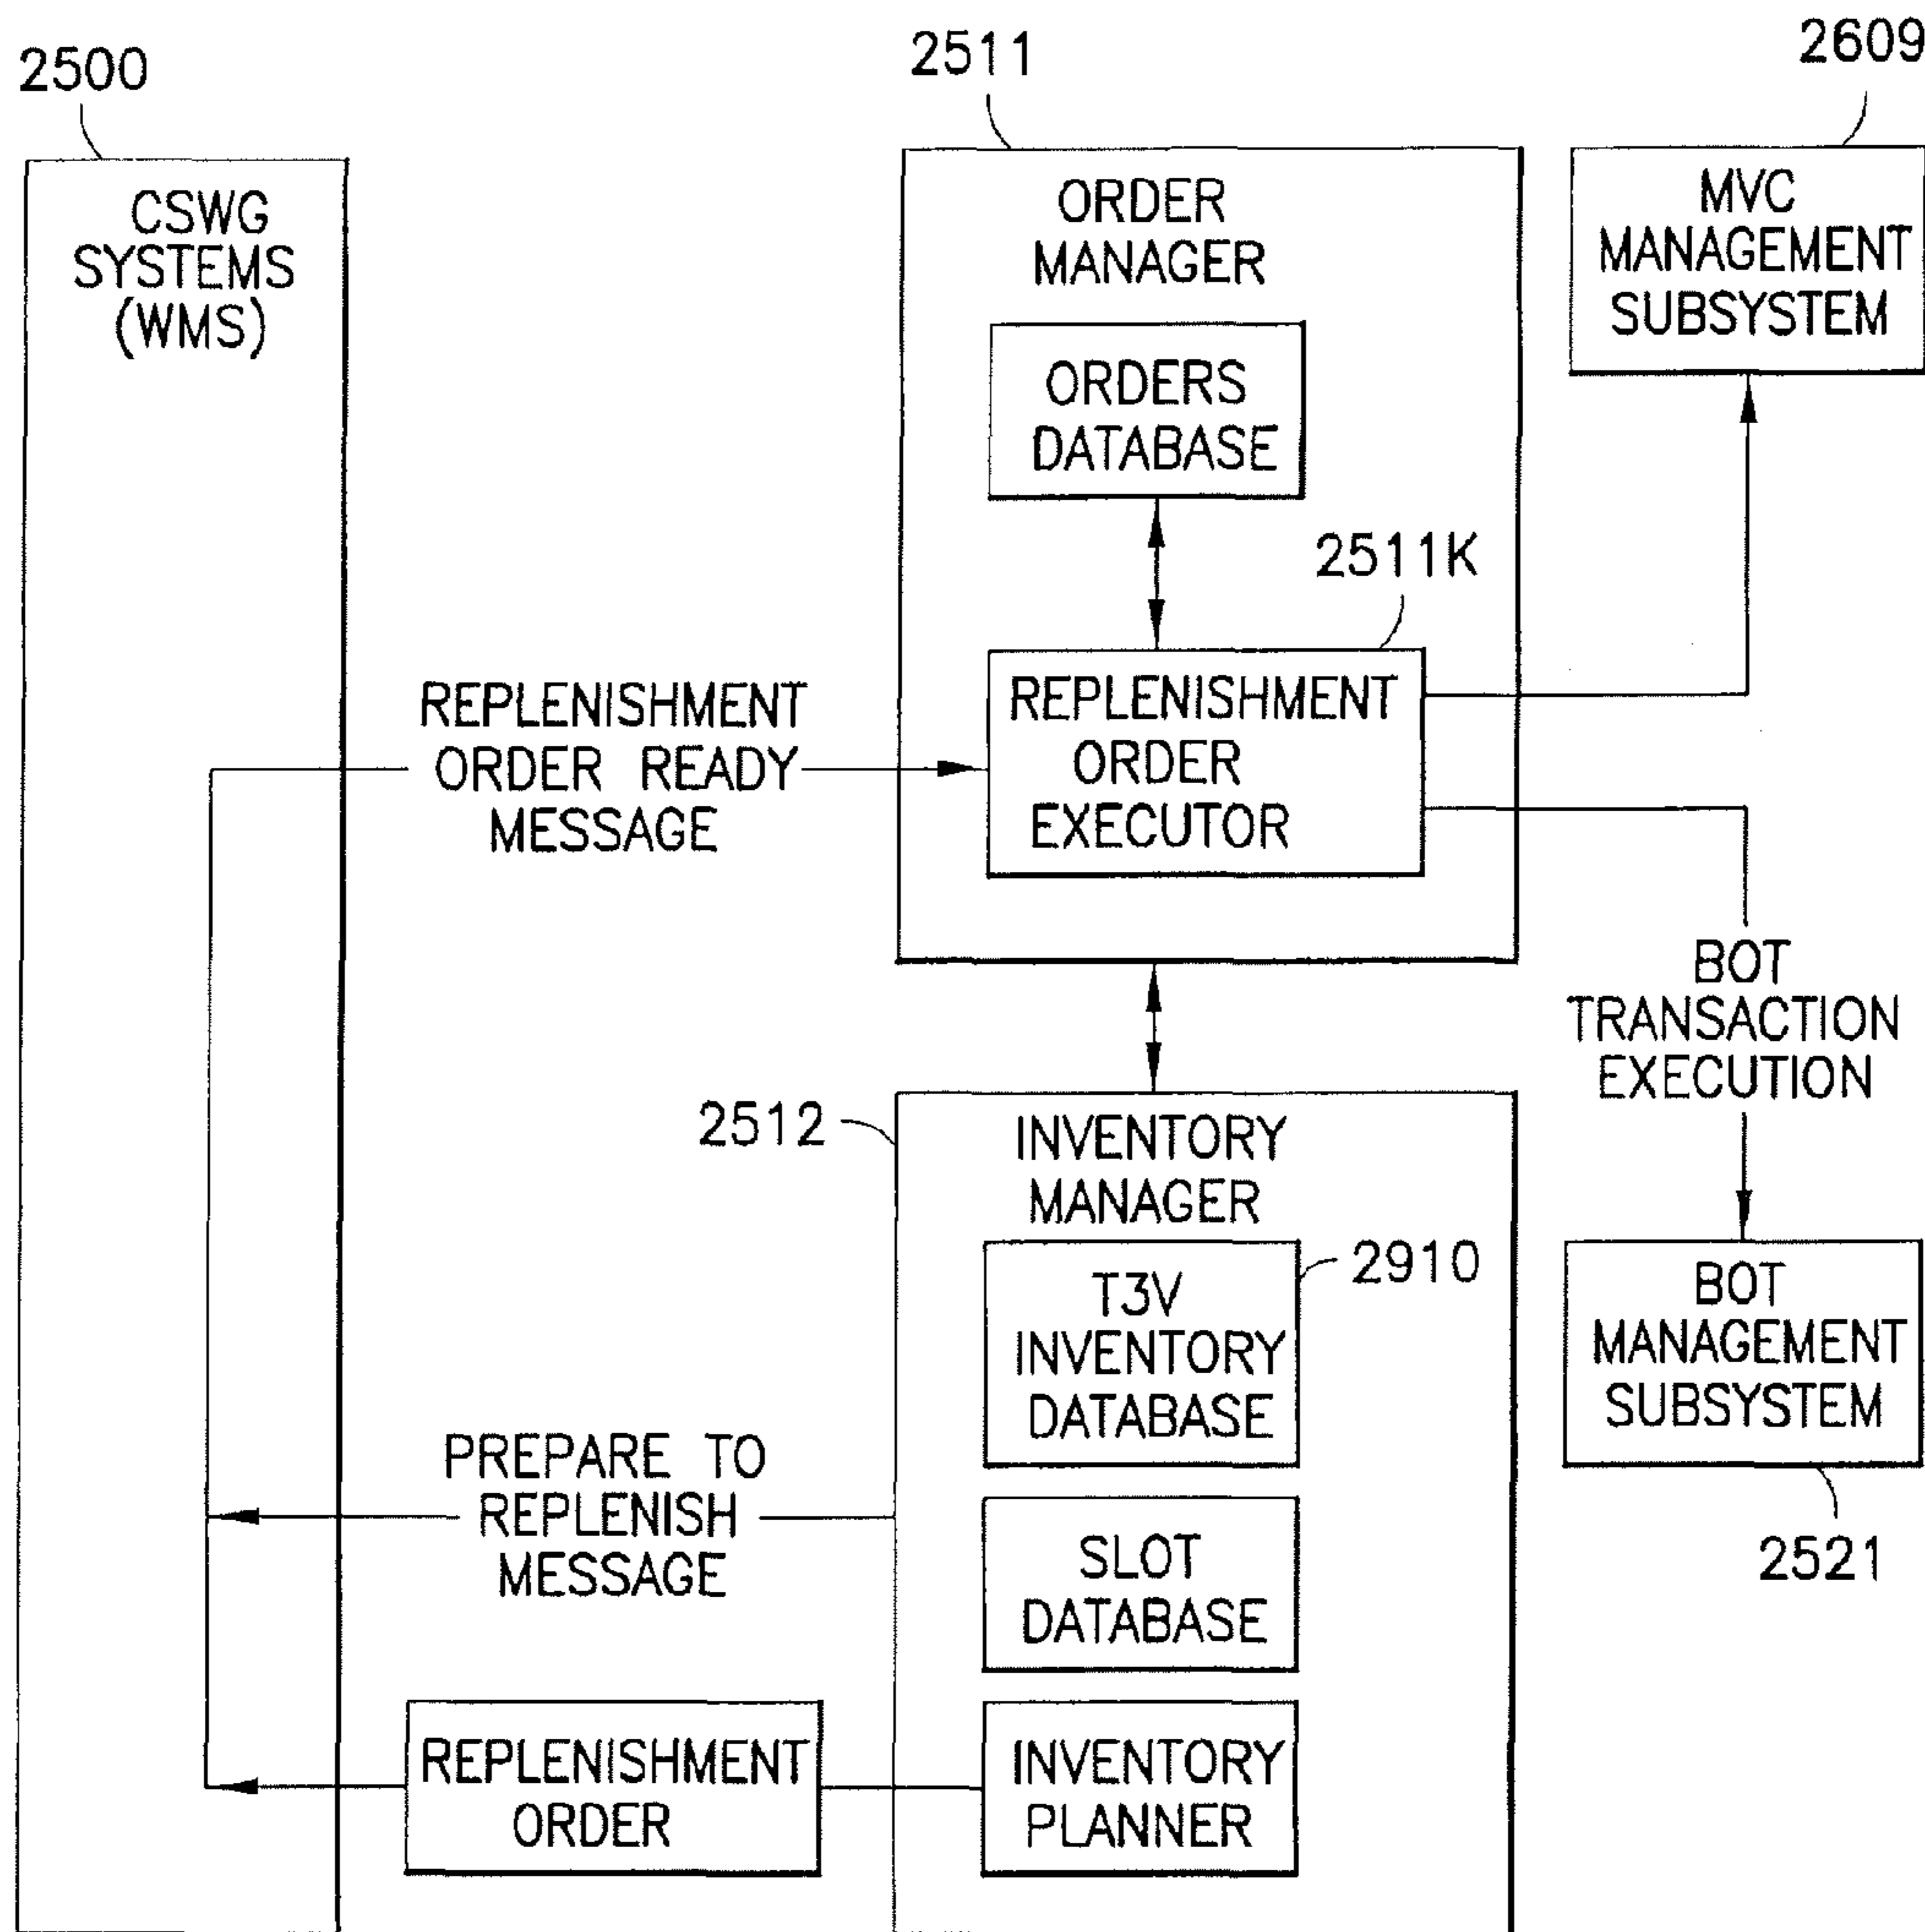 2500
CSWG
SYSTEMS
(WMS)
REPLENISHMENT
ORDER READY
MESSAGE
PREPARE TO
REPLENISH
MESSAGE
REPLENISHMENT
ORDER
2511
ORDER
MANAGER
ORDERS
DATABASE
2511K
REPLENISHMENT
ORDER
EXECUTOR
2512
INVENTORY
MANAGER
T3V
INVENTORY
DATABASE
2910
SLOT
DATABASE
INVENTORY
PLANNER
2609
MVC
MANAGEMENT
SUBSYSTEM
BOT
TRANSACTION
EXECUTION
BOT
MANAGEMENT
SUBSYSTEM
2521